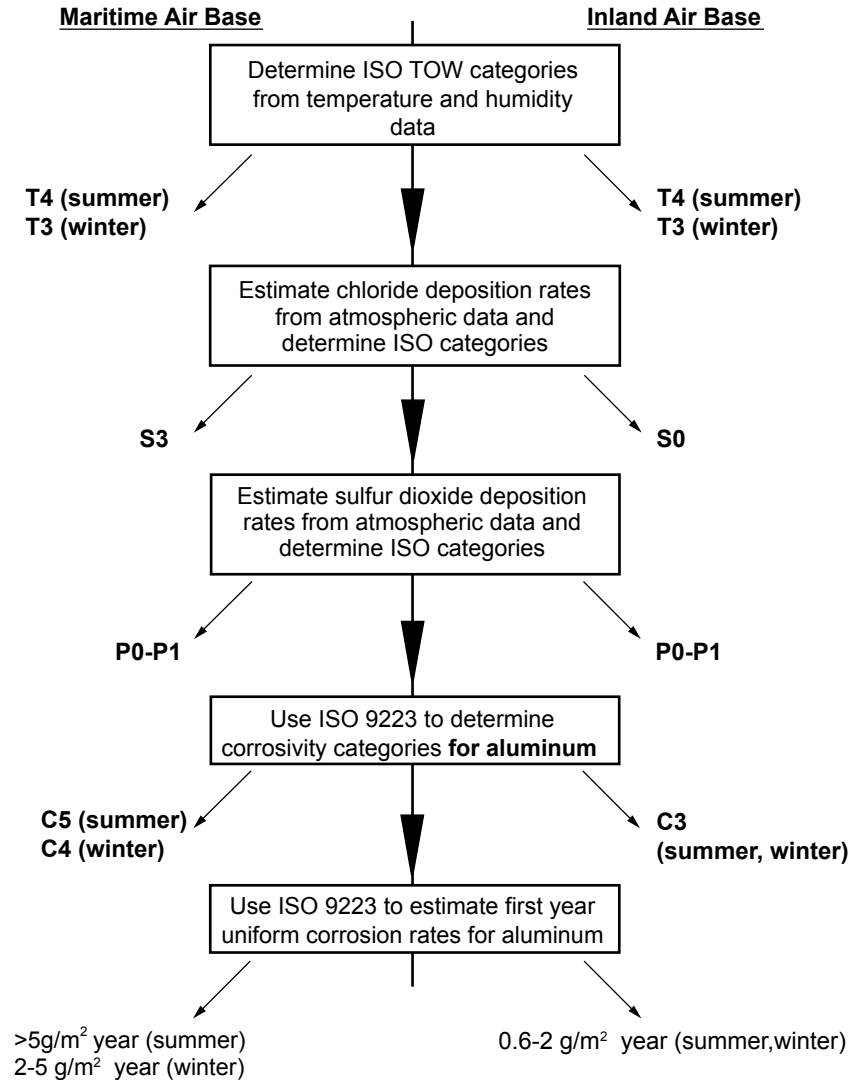 Maritime Air Base
Inland Air Base
Determine ISO TOW categories
from temperature and humidity
data
T4 (summer)
T3 (winter)
T4 (summer)
T3 (winter)
Estimate chloride deposition rates
from atmospheric data and
determine ISO categories
S3
S0
Estimate sulfur dioxide deposition
rates from atmospheric data and
determine ISO categories
P0-P1
P0-P1
Use ISO 9223 to determine
corrosivity categories for aluminum
C5 (summer)
C4 (winter)
C3
(summer, winter)
Use ISO 9223 to estimate first year
uniform corrosion rates for aluminum
>5g/m² year (summer)
2-5 g/m² year (winter)
0.6-2 g/m² year (summer,winter)